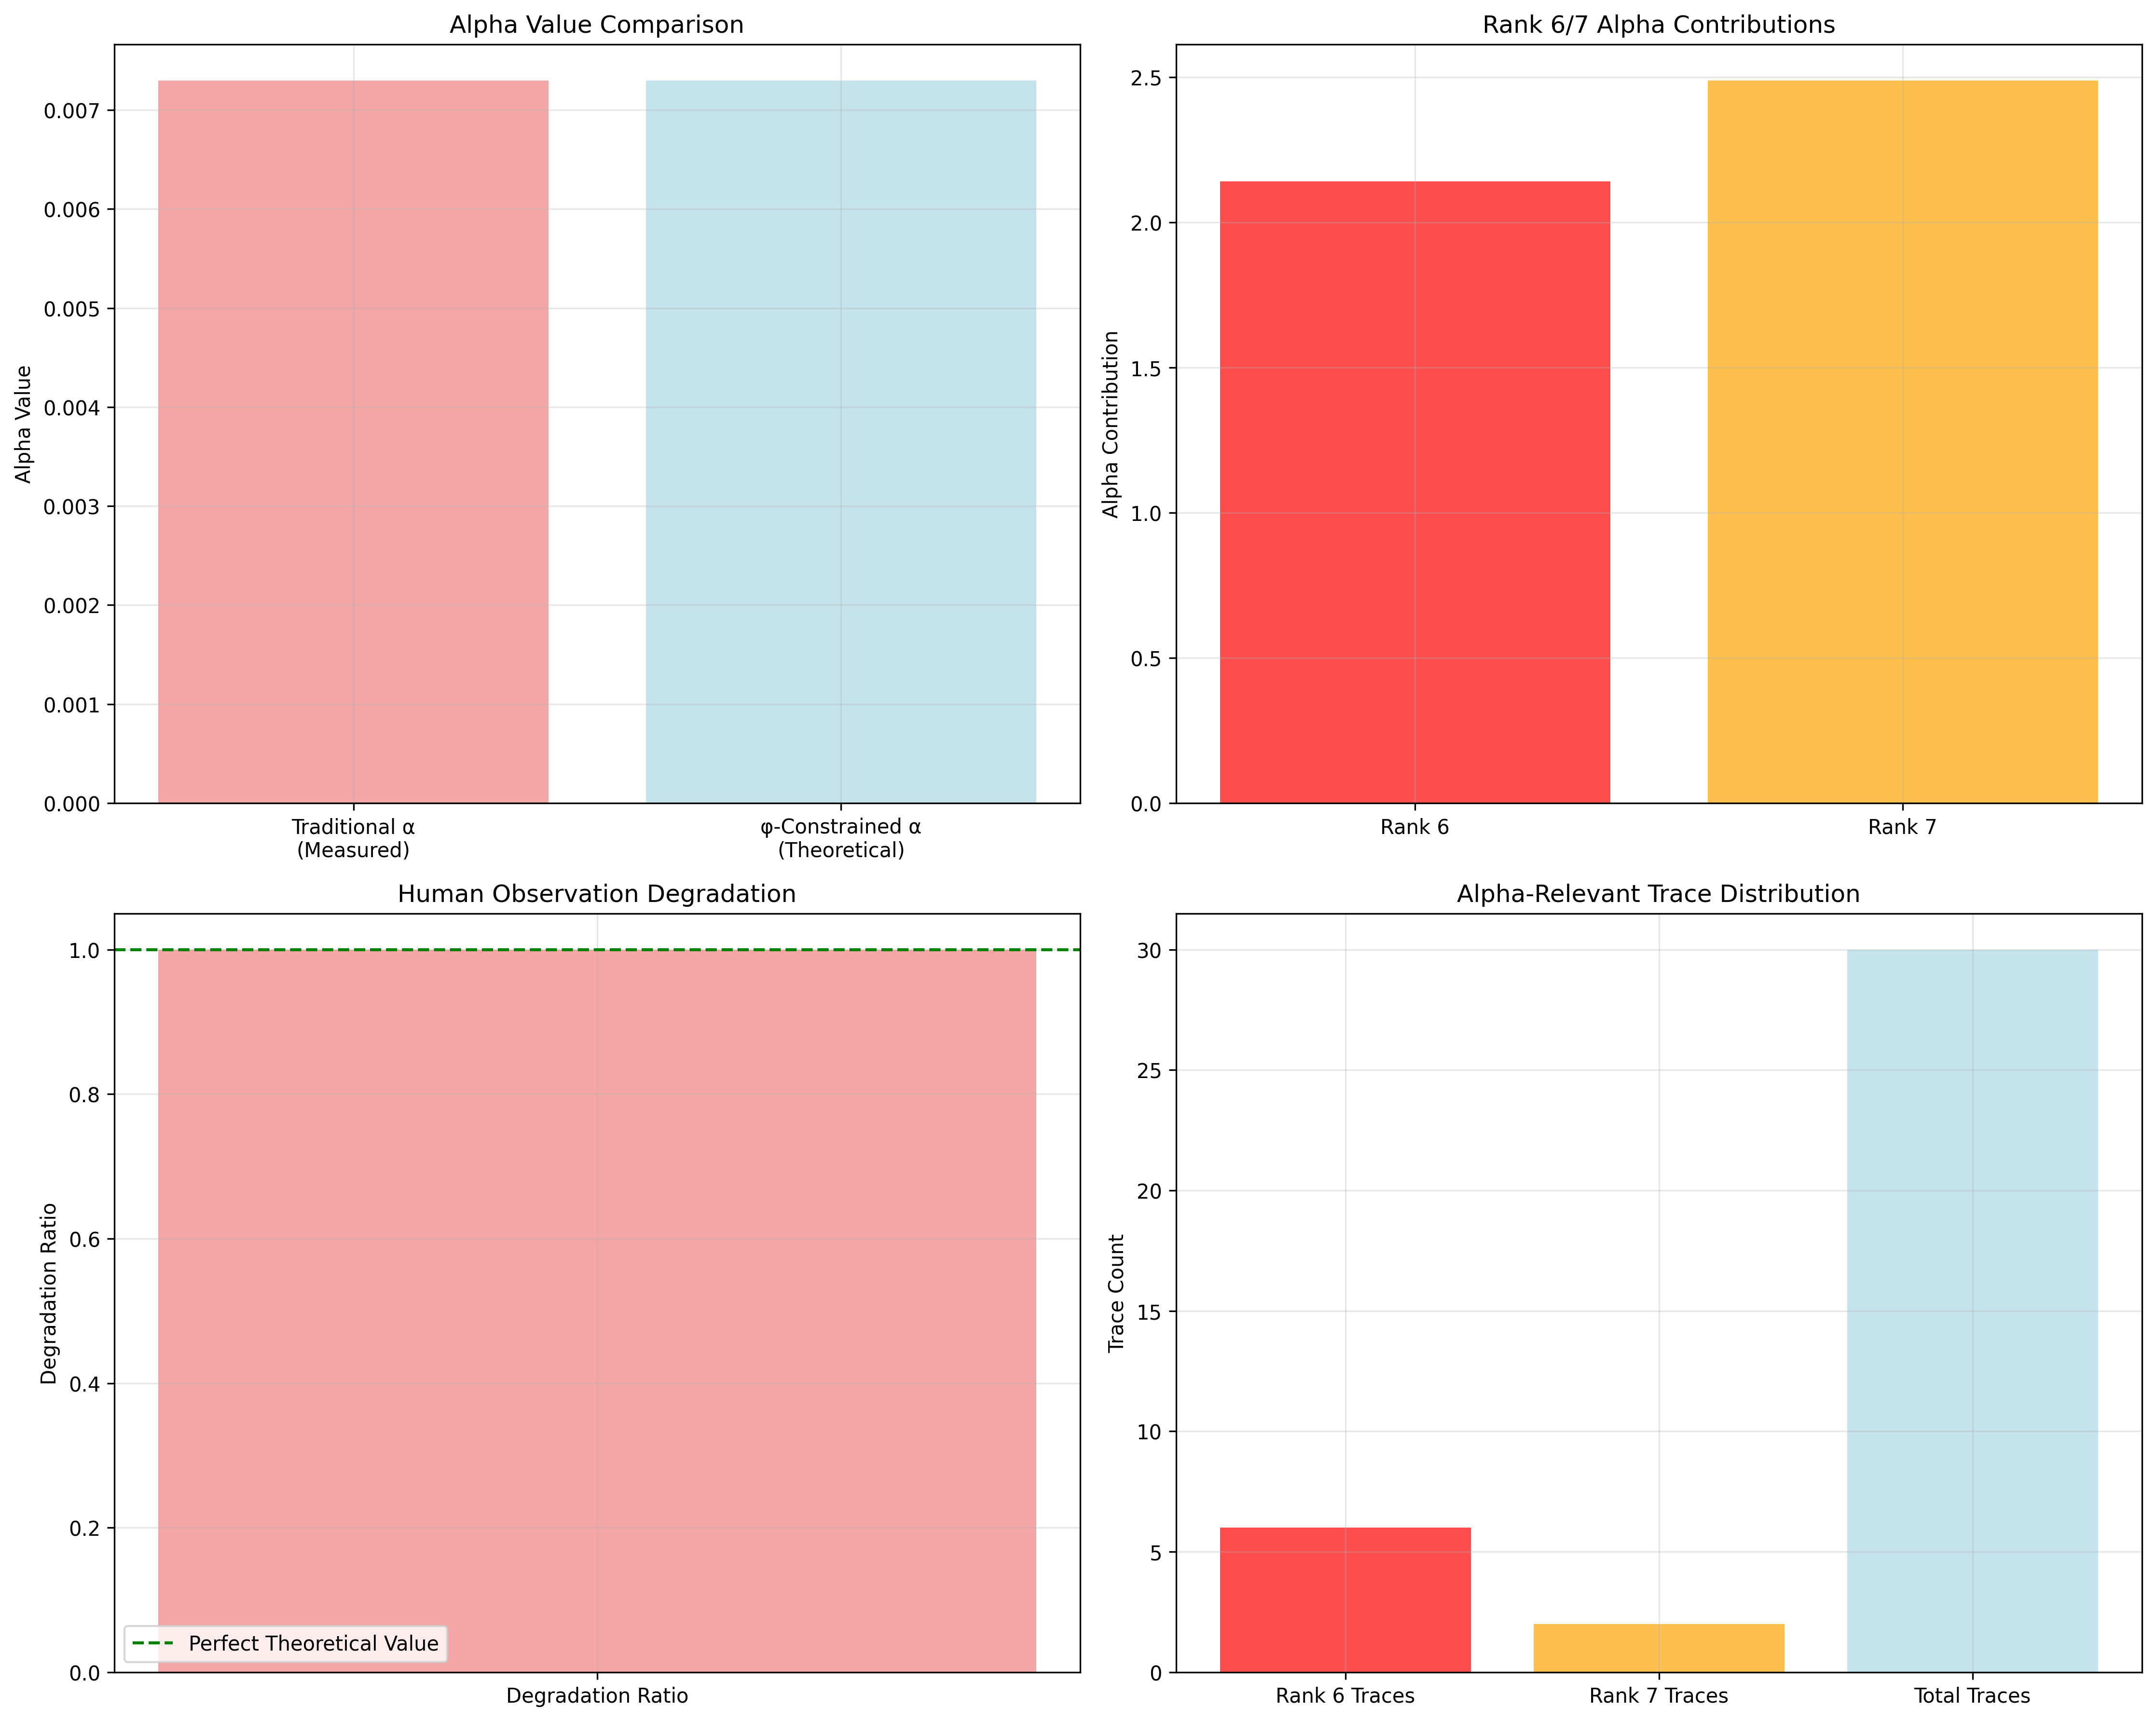 Alpha Value Comparison
Alpha Value
0.007
0.006
0.005
0.004
0.003
0.002
0.001
0.000
Traditional α
(Measured)
φ-Constrained α
(Theoretical)
Rank 6/7 Alpha Contributions
Alpha Contribution
2.5
2.0
1.5
1.0
0.5
0.0
Rank 6
Rank 7
Human Observation Degradation
Degradation Ratio
1.0
0.8
0.6
0.4
0.2
0.0
Perfect Theoretical Value
Degradation Ratio
Alpha-Relevant Trace Distribution
Trace Count
30
25
20
15
10
5
0
Rank 6 Traces
Rank 7 Traces
Total Traces